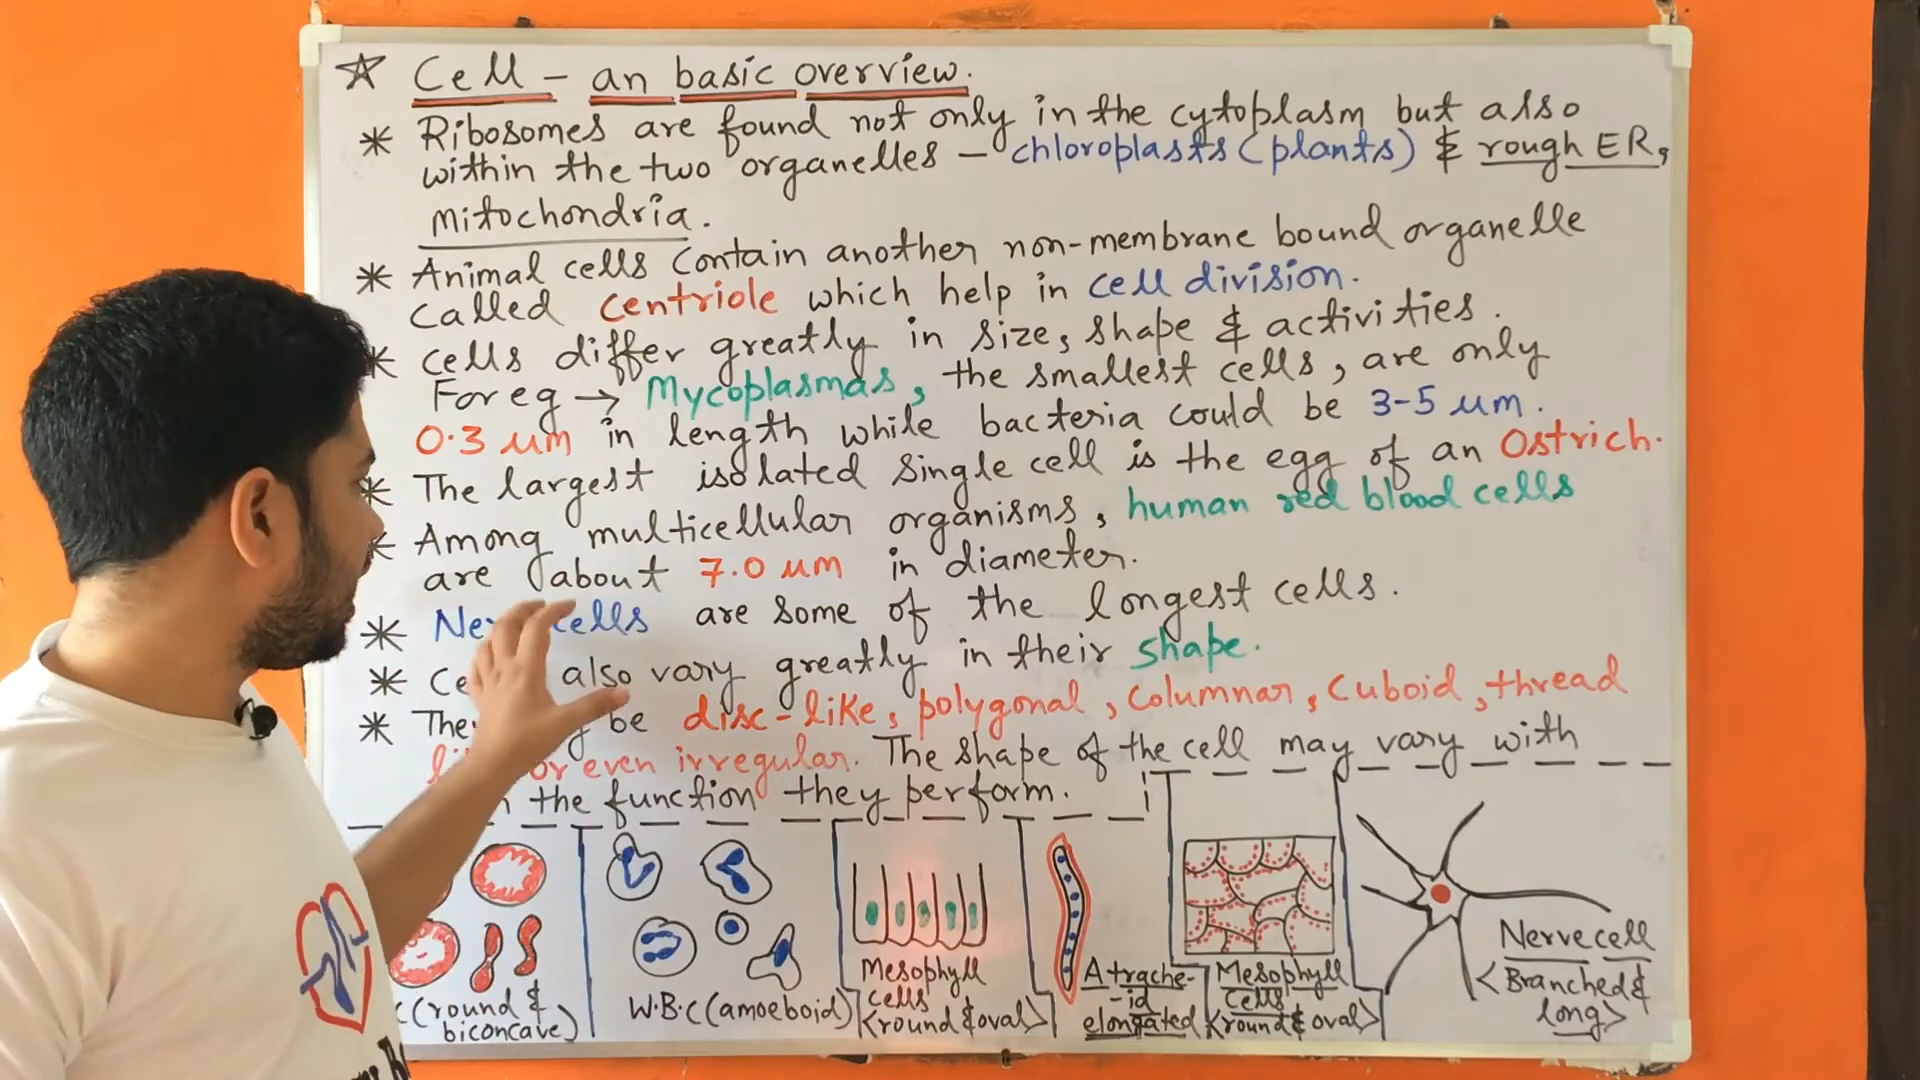 ☆ Cell - an basic overview.
* Ribosomes are found not only in the cytoplasm but also
within the two organelles - chloroplasts (plants) & rough ER,
mitochondria.
* Animal cells contain another non-membrane bound organelle
called centriole which help in cell division.
* cells differ greatly in size, shape & activities.
For eg → Mycoplasmas, the smallest cells, are only
0.3 um in length while bacteria could be 3-5 um.
* The largest isolated single cell is the egg of an Ostrich.
* Among multicellular organisms, human red blood cells
are about 7.0 um in diameter.
* cells are some of the longest cells.
* also vary greatly in their shape.
* be disc-like, polygonal, columnar, cuboid, thread
or even irregular. The shape of the cell may vary with
the function they perform.
(round & biconcave)
W.B.C (amoeboid)
Mesophyll
cells
<round & oval>
A trache-
-id
elongated
Mesophyll
cells
<round & oval>
Nerve cell
<Branched &
long>